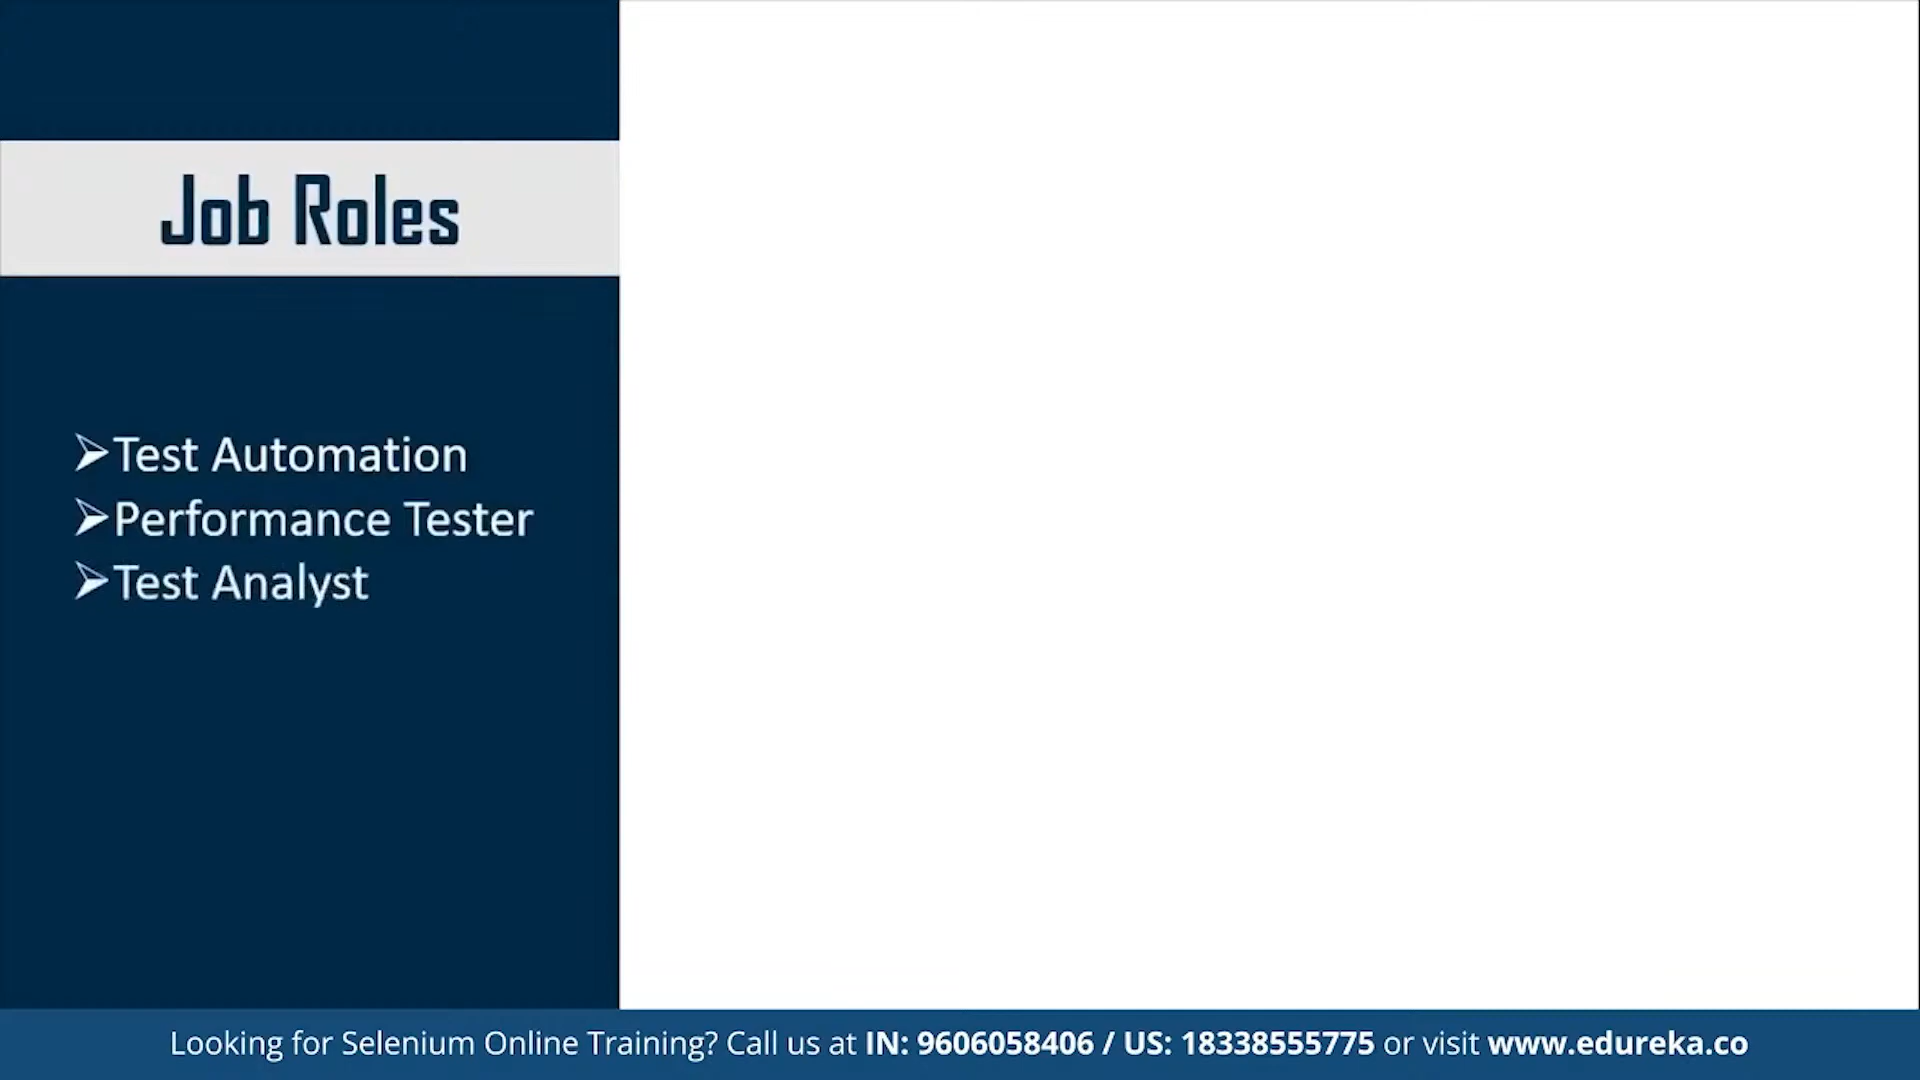 Job Roles
➢Test Automation
➢Performance Tester
➢Test Analyst
Looking for Selenium Online Training? Call us at IN: 9606058406 / US: 18338555775 or visit www.edureka.co